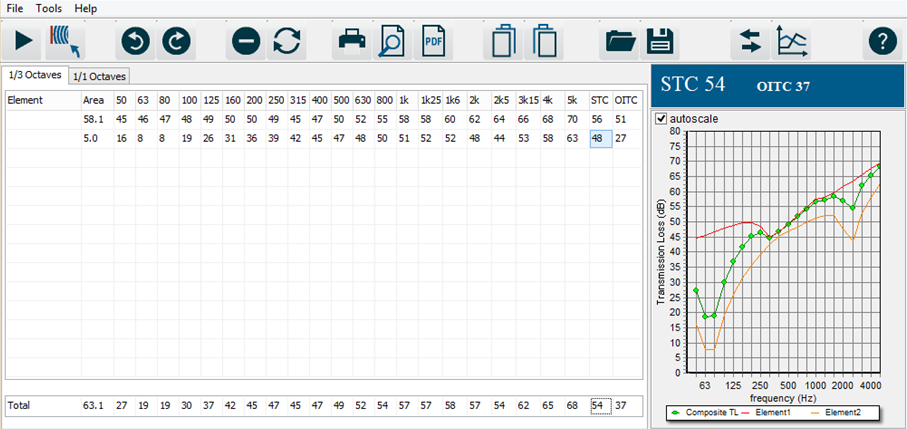 File Tools Help
PDF
?
1/3 Octaves 1/1 Octaves
Element Area 50 63 80 100 125 160 200 250 315 400 500 630 800 1k 1k25 1k6 2k 2k5 3k15 4k 5k STC OITC
58.1 45 46 47 48 49 50 50 49 45 47 50 52 55 58 58 60 62 64 66 68 70 56 51
5.0 16 8 8 19 26 31 36 39 42 45 47 48 50 51 52 52 48 44 53 58 63 48 27
Total 63.1 27 19 19 30 37 42 45 47 45 47 49 52 54 57 57 58 57 54 62 65 68 54 37
STC 54 OITC 37
autoscale
80
75
70
65
60
55
50
45
40
35
30
25
20
15
10
5
0
Transmission Loss (dB)
63 125 250 500 1000 2000 4000
frequency (Hz)
Composite TL Element1 Element2